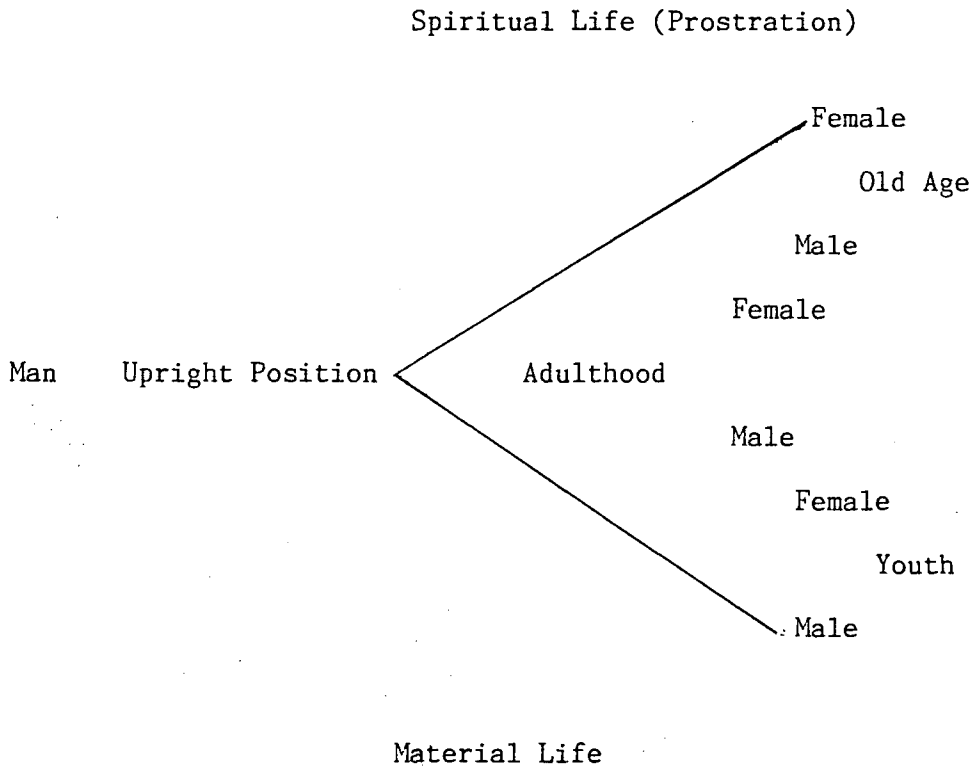 Spiritual Life (Prostration)
Female
Old Age
Male
Female
Man Upright Position Adulthood
Male
Female
Youth
Male
Material Life